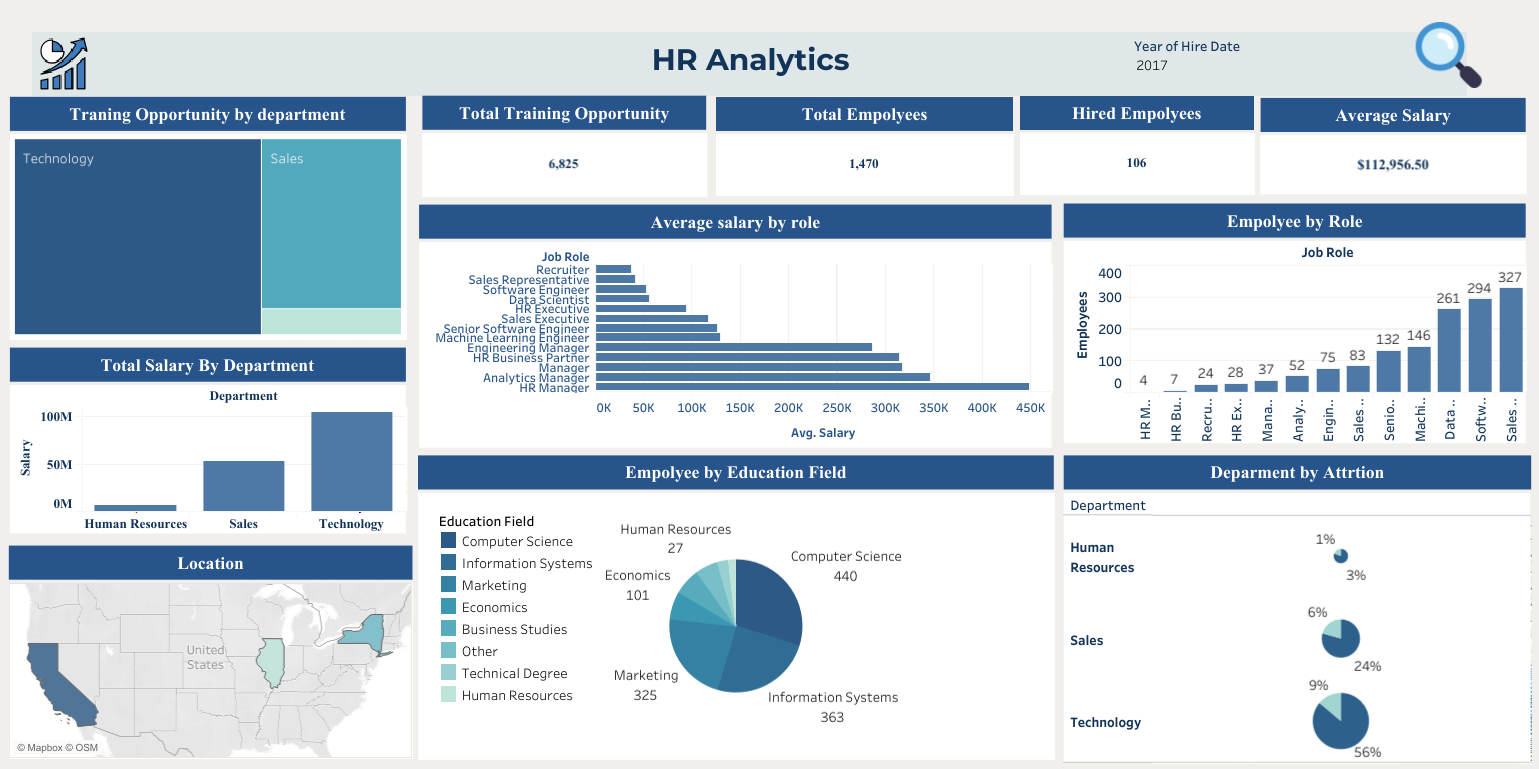 HR Analytics
Year of Hire Date
2017
Traning Opportunity by department
Technology
Sales
Total Training Opportunity
6,825
Total Empolyees
1,470
Hired Empolyees
106
Average Salary
$112,956.50
Average salary by role
Job Role
Recruiter
Sales Representative
Software Engineer
Data Scientist
HR Executive
Sales Executive
Senior Software Engineer
Machine Learning Engineer
Engineering Manager
HR Business Partner
Manager
Analytics Manager
HR Manager
0K 50K 100K 150K 200K 250K 300K 350K 400K 450K
Avg. Salary
Empolyee by Role
Job Role
Employees
400
300
200
100
0
4 7 24 28 37 52 75 83 132 146 261 294 327
HR M..
HR Bu..
Recru..
HR Ex..
Mana..
Analy..
Engin..
Sales ..
Senio..
Machi..
Data ..
Softw..
Sales ..
Total Salary By Department
Department
Salary
100M
50M
0M
Human Resources Sales Technology
Location
United
States
© Mapbox © OSM
Empolyee by Education Field
Education Field
Computer Science
Information Systems
Marketing
Economics
Business Studies
Other
Technical Degree
Human Resources
Human Resources
27
Computer Science
440
Economics
101
Marketing
325
Information Systems
363
Deparment by Attrtion
Department
Human
Resources
1%
3%
Sales
6%
24%
Technology
9%
56%